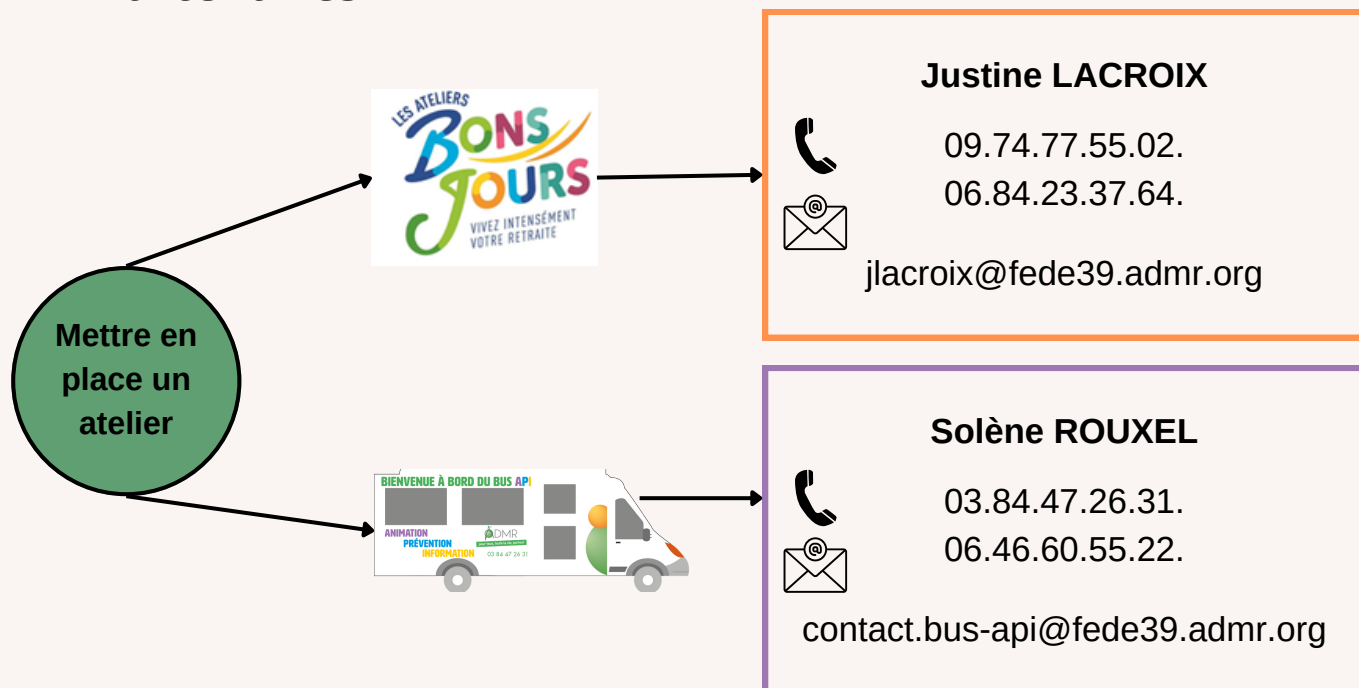 Justine LACROIX
09.74.77.55.02.
06.84.23.37.64.
@
jlacroix@fede39.admr.org
LES ATELIERS
BONS
JOURS
VIVEZ INTENSÉMENT
VOTRE RETRAITE
Mettre en
place un
atelier
BIENVENUE À BORD DU BUS API
ANIMATION
PRÉVENTION
INFORMATION
ADMR
03 84 47 26 31
Solène ROUXEL
03.84.47.26.31.
06.46.60.55.22.
@
contact.bus-api@fede39.admr.org